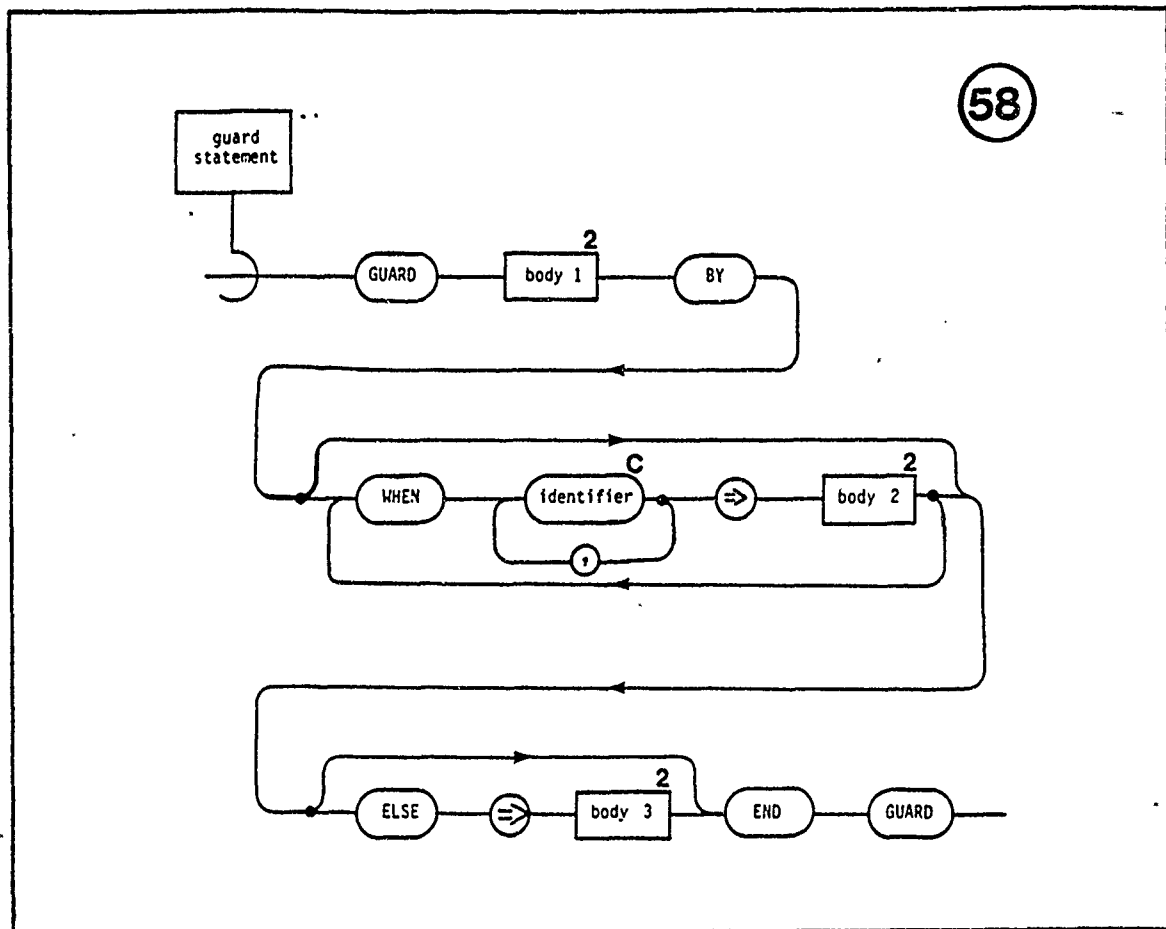 58
guard
statement
GUARD
2
body 1
BY
WHEN
C
identifier
,
=>
2
body 2
ELSE
=>
2
body 3
END
GUARD